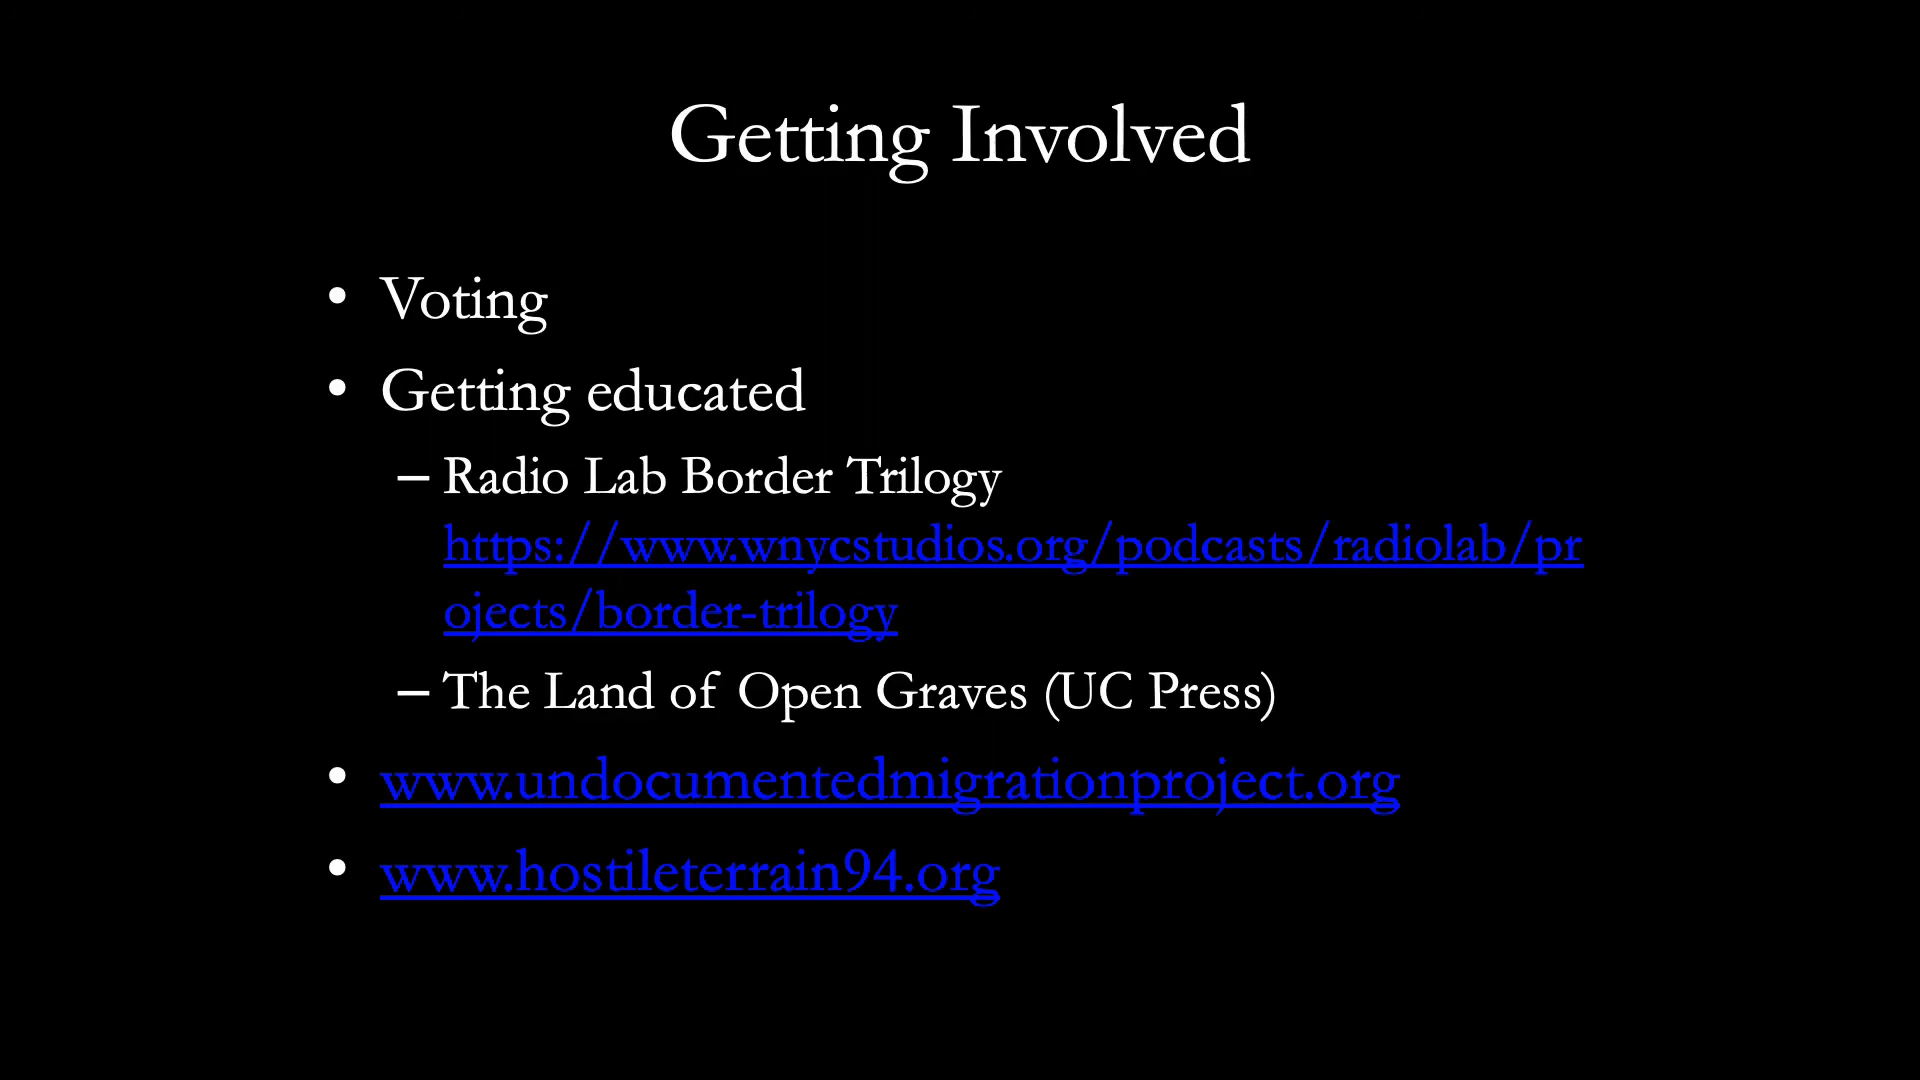 Getting Involved
• Voting
• Getting educated
– Radio Lab Border Trilogy
https://www.wnycstudios.org/podcasts/radiolab/pr
ojects/border-trilogy
– The Land of Open Graves (UC Press)
• www.undocumentedmigrationproject.org
• www.hostileterrain94.org